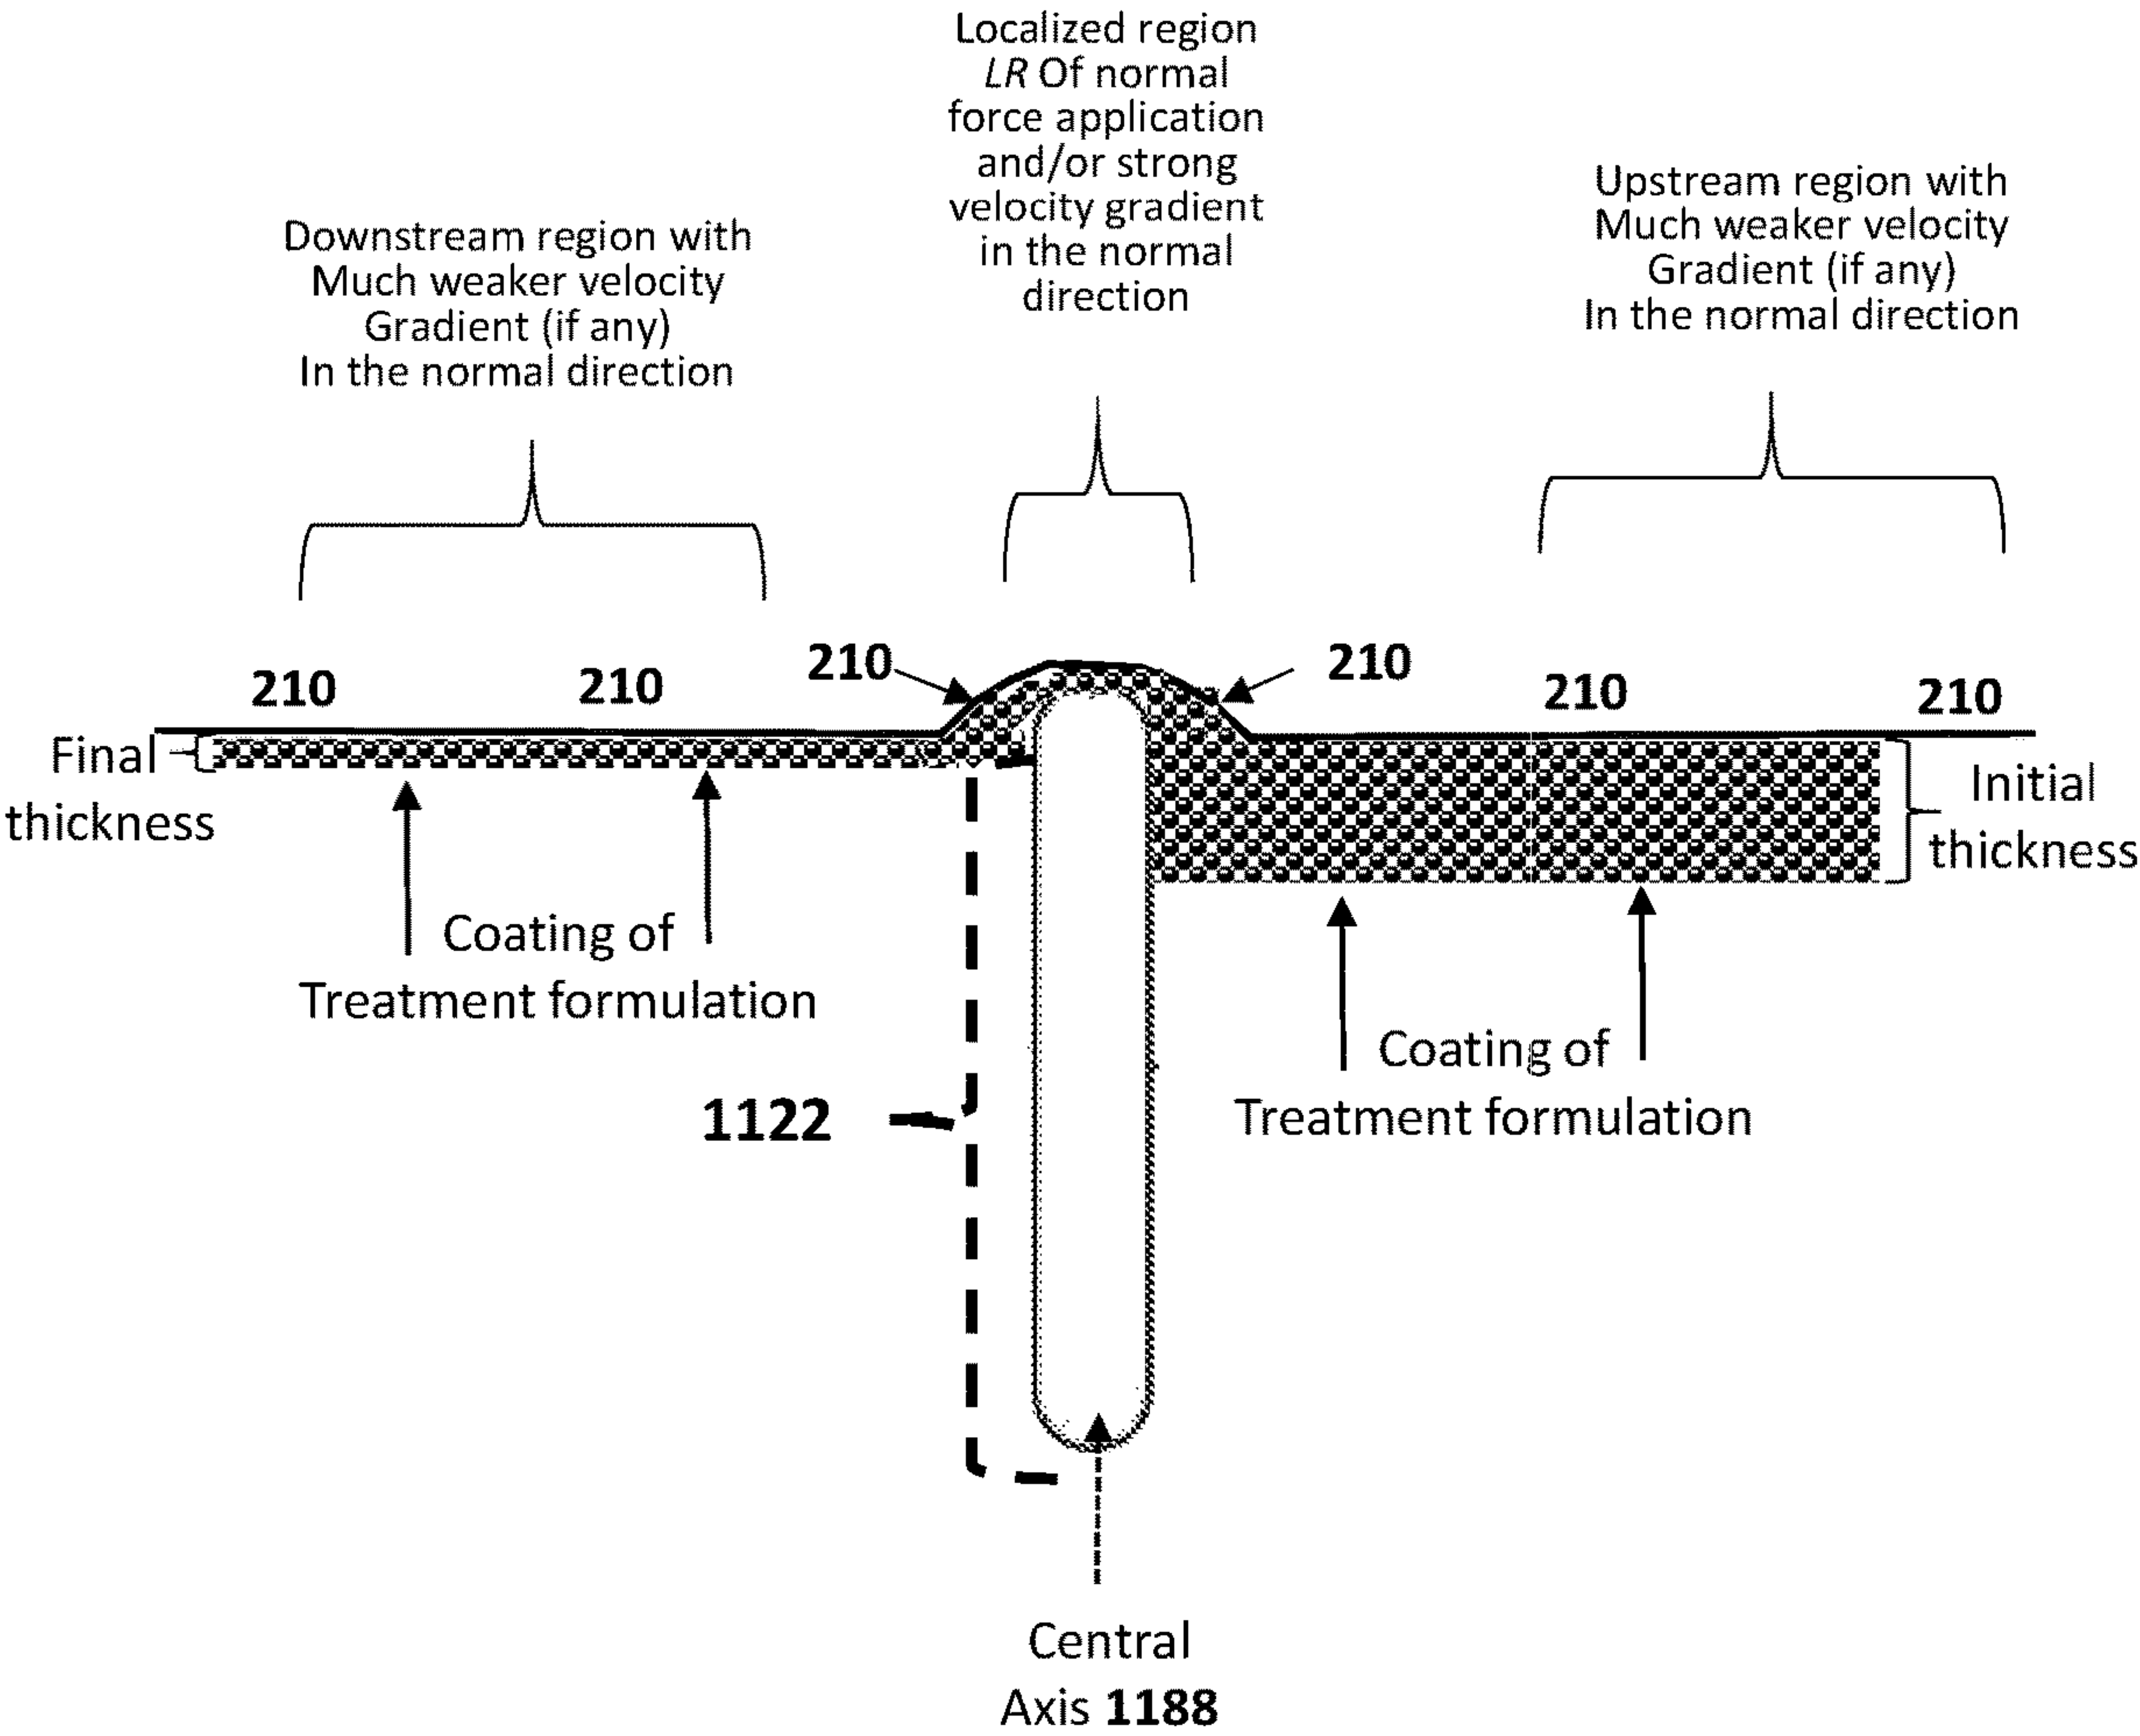 Localized region
LR Of normal
force application
and/or strong
velocity gradient
in the normal
direction
Upstream region with
Much weaker velocity
Gradient (if any)
In the normal direction
Downstream region with
Much weaker velocity
Gradient (if any)
In the normal direction
210 210 210 210 210 210
Final
thickness
Initial
thickness
Coating of
Treatment formulation
Coating of
Treatment formulation
1122
Central
Axis 1188